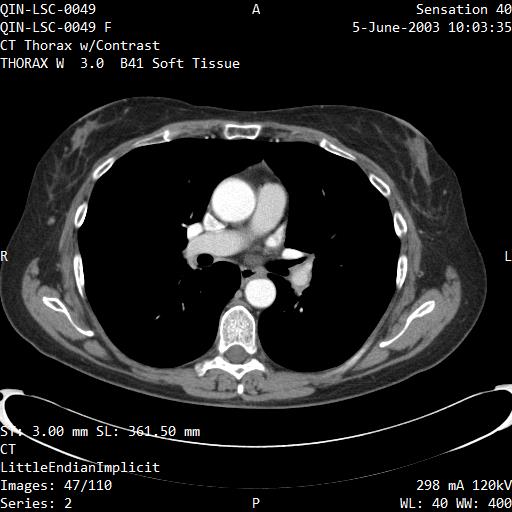 QIN-LSC-0049 A Sensation 40
QIN-LSC-0049 F 5-June-2003 10:03:35
CT Thorax w/Contrast
THORAX W 3.0 B41 Soft Tissue
R L
ST: 3.00 mm SL: 361.50 mm
CT
LittleEndianImplicit
Images: 47/110 298 mA 120kV
Series: 2 P WL: 40 WW: 400